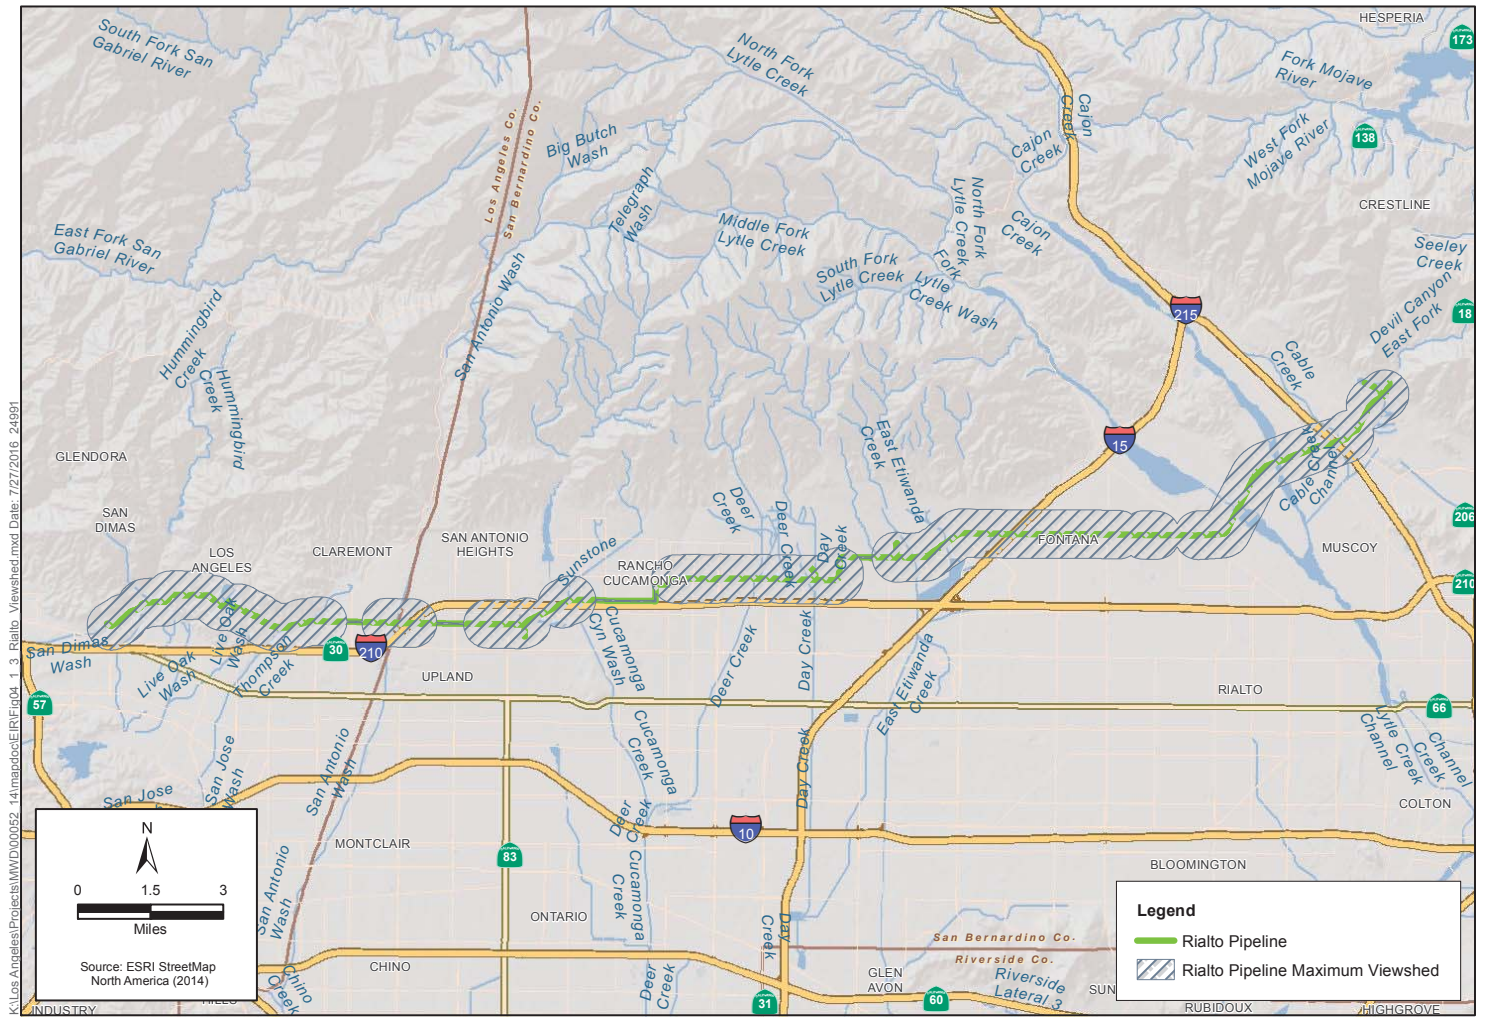 HESPERIA
173
South Fork San
Gabriel River
North Fork
Lytle Creek
Fork Mojave
River
Cajon
Creek
Cajon
Creek
West Fork
Mojave River
138
Los Angeles Co.
San Bernardino Co.
Big Butch
Wash
Telegraph
Wash
North Fork
Lytle Creek
CRESTLINE
East Fork San
Gabriel River
Middle Fork
Lytle Creek
Cajon
Creek
Seeley
Creek
South Fork
Lytle Creek
Fork
Lytle
Creek Wash
San Antonio Wash
Devil Canyon
East Fork
18
215
Hummingbird
Creek
Hummingbird
Creek
Cable
Creek
15
GLENDORA
East Etiwanda
Creek
Cable Creek
Channel
SAN
DIMAS
Deer
Creek
Deer Creek
Day
Creek
206
LOS
ANGELES
CLAREMONT
SAN ANTONIO
HEIGHTS
Sunstone
Cyn Wash
RANCHO
CUCAMONGA
FONTANA
MUSCOY
210
San Dimas
Wash
Live Oak
Wash
Live Oak
Wash
Thompson
Creek
30
210
UPLAND
Cucamonga
Creek
Deer Creek
Day Creek
East Etiwanda
Creek
RIALTO
57
66
San Jose
Wash
San Antonio
Wash
Cucamonga
Creek
Day Creek
Lytle Creek
Channel
Channel
Creek
San Jose
Deer
Creek
10
COLTON
MONTCLAIR
83
BLOOMINGTON
San Antonio
Wash
O Cucamonga
Creek
ONTARIO
Day
Creek
San Bernardino Co.
Riverside Co.
CHINO
Chino
Creek
Deer
Creek
31
GLEN
AVON
60
Riverside
Lateral 3
SUN
RUBIDOUX
HIGHGROVE
INDUSTRY
HILLS
N
0 1.5 3
Miles
Source: ESRI StreetMap
North America (2014)
Legend
Rialto Pipeline
Rialto Pipeline Maximum Viewshed
K:\Los Angeles\Projects\MWD\00052_14\mapdoc\EIR\Fig04_1_3_Rialto_Viewshed.mxd Date: 7/27/2016 24991